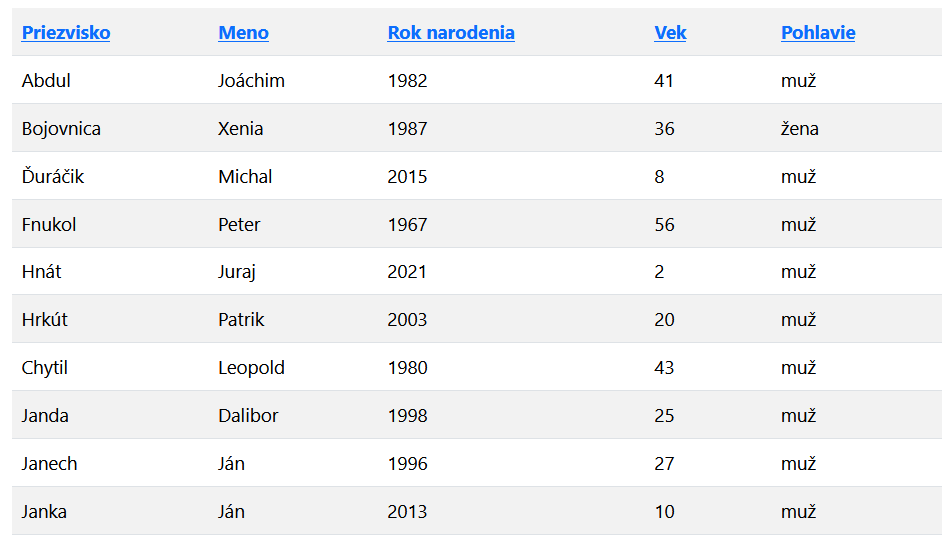 Priezvisko Meno Rok narodenia Vek Pohlavie
Abdul Joáchim 1982 41 muž
Bojovnica Xenia 1987 36 žena
Ďuráčik Michal 2015 8 muž
Fnukol Peter 1967 56 muž
Hnát Juraj 2021 2 muž
Hrkút Patrik 2003 20 muž
Chytil Leopold 1980 43 muž
Janda Dalibor 1998 25 muž
Janech Ján 1996 27 muž
Janka Ján 2013 10 muž